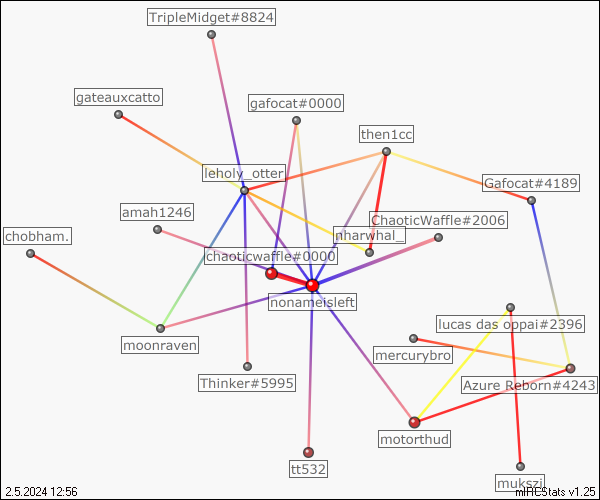 TripleMidget#8824
gateauxcatto
gafocat#0000
then1cc
leholy_otter
Gafocat#4189
amah1246
ChaoticWaffle#2006
chobham.
nharwhal_
chaoticwaffle#0000
nonameisleft
lucas das oppai#2396
moonraven
mercurybro
Thinker#5995
Azure Reborn#4243
motorthud
tt532
mukszi
2.5.2024 12:56
mIRCStats v1.25